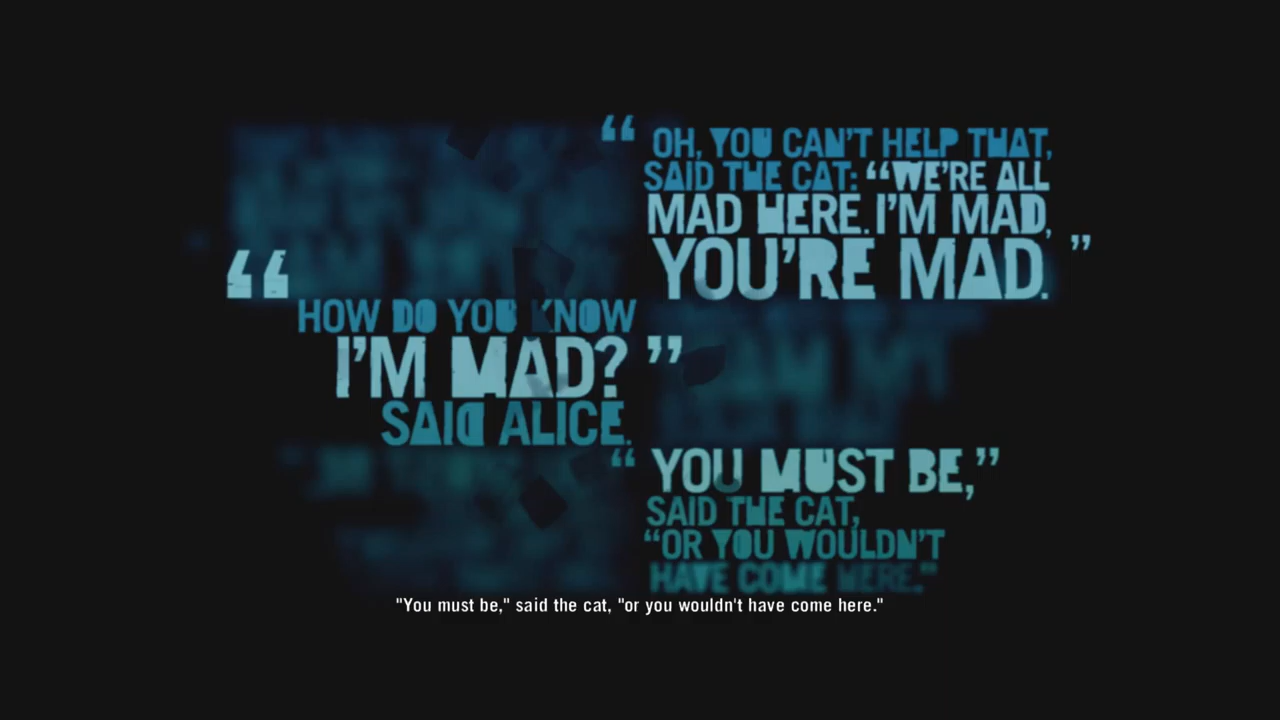 “ OH, YOU CAN'T HELP THAT,
SAID THE CAT: “WE'RE ALL
MAD HERE. I'M MAD,
YOU'RE MAD. ”
“ HOW DO YOU KNOW
I'M MAD? ”
SAID ALICE.
“ YOU MUST BE,”
SAID THE CAT,
“OR YOU WOULDN'T
HAVE COME HERE.”
"You must be," said the cat, "or you wouldn't have come here."